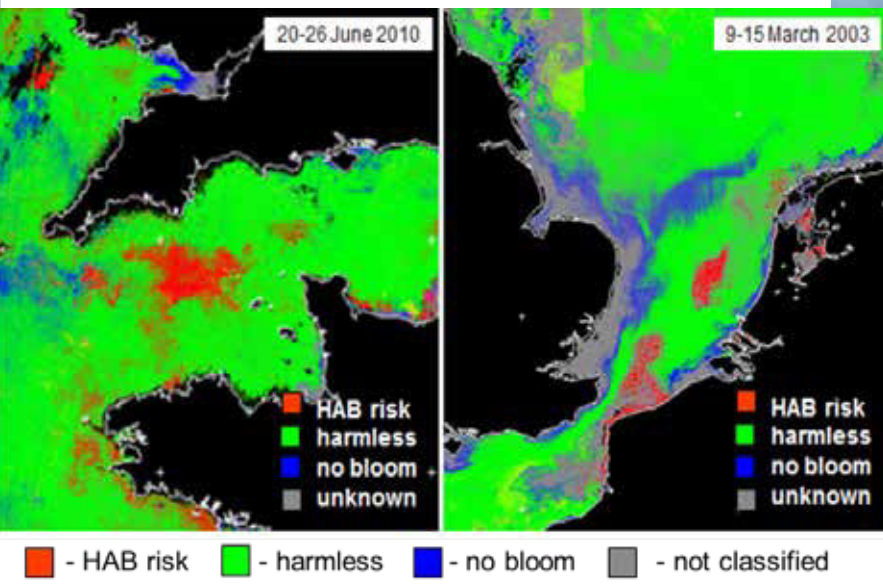 20-26 June 2010
9-15 March 2003
HAB risk
harmless
no bloom
unknown
HAB risk
harmless
no bloom
unknown
- HAB risk - harmless - no bloom - not classified